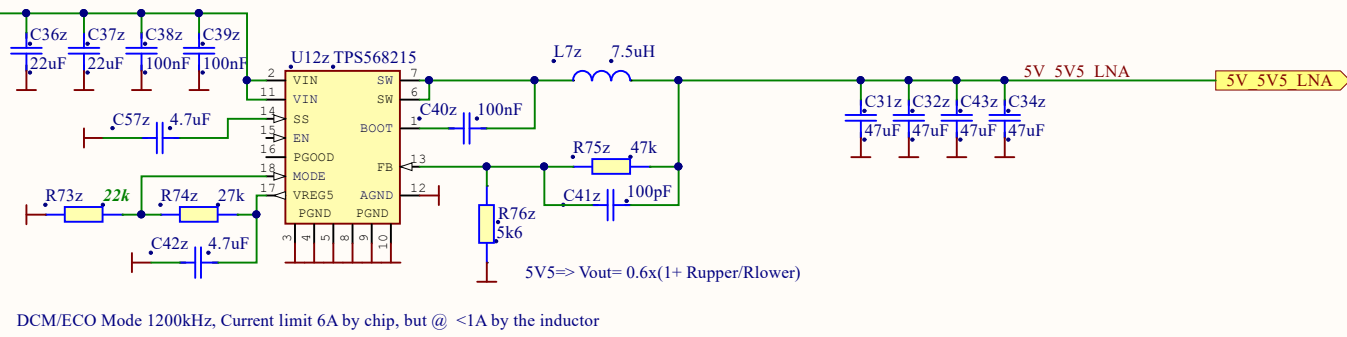 C36z C37z C38z C39z
22uF 22uF 100nF 100nF
U12z TPS568215
L7z 7.5uH
5V_5V5_LNA
5V_5V5_LNA
2 VIN SW 7
11 VIN SW 6
14 SS
15 EN BOOT 1
16 PGOOD
18 MODE FB 13
17 VREG5 AGND 12
PGND PGND
3 4 5 8 9 10
C57z 4.7uF
C40z 100nF
R75z 47k
C41z 100pF
R73z 22k R74z 27k
C42z 4.7uF
R76z
5k6
C31z C32z C43z C34z
47uF 47uF 47uF 47uF
5V5=> Vout= 0.6x(1+ Rupper/Rlower)
DCM/ECO Mode 1200kHz, Current limit 6A by chip, but @ <1A by the inductor